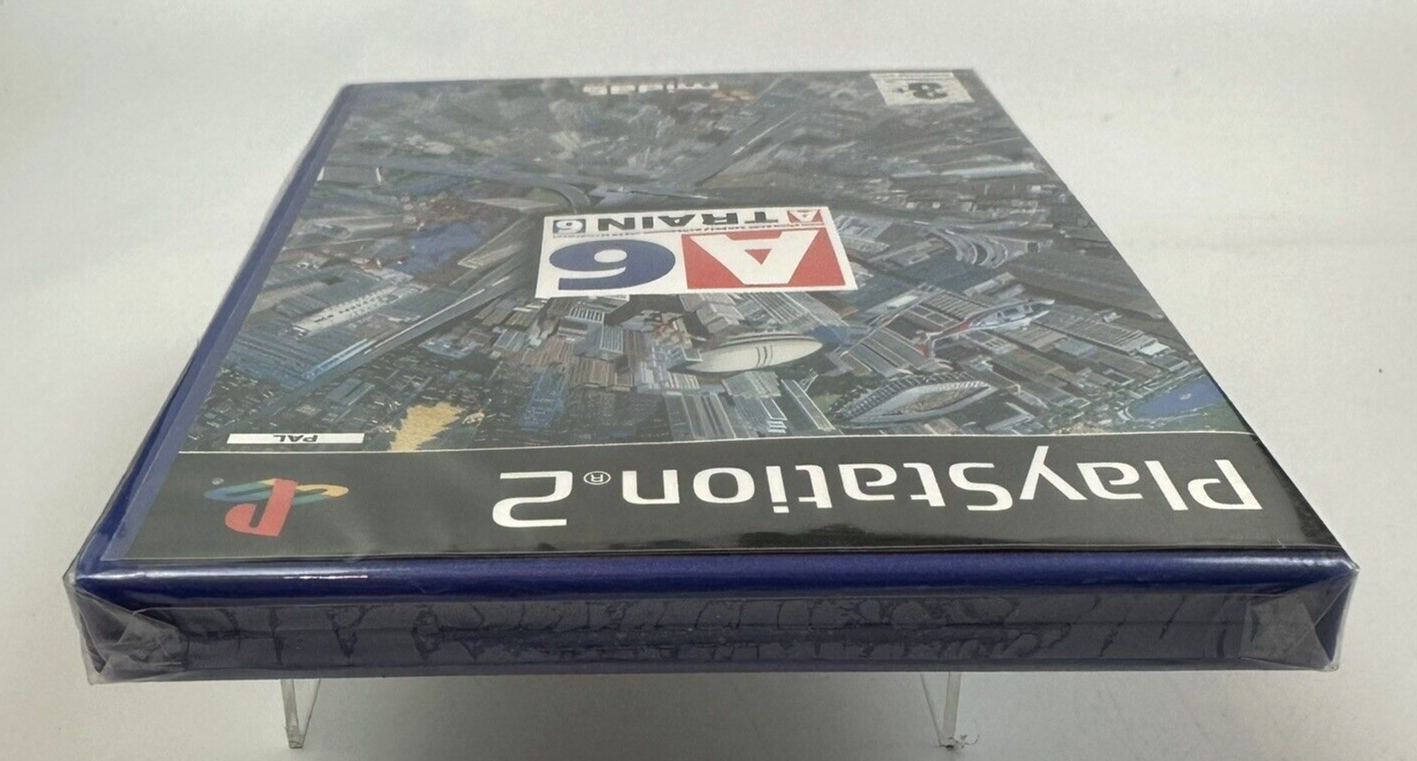 PlayStation®2
PAL
A6
A TRAIN 6
midas
3+